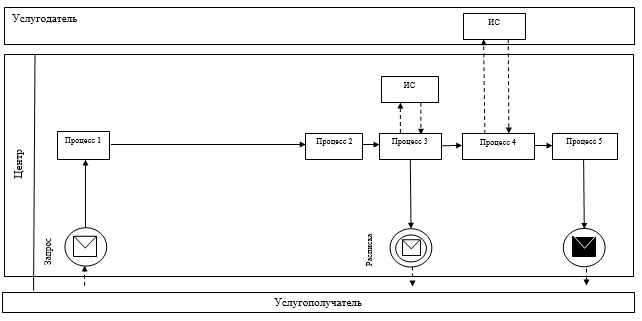 Услугодатель
ИС
ИС
Процесс 1
Процесс 2
Процесс 3
Процесс 4
Процесс 5
Центр
Запрос
Расписка
Услугополучатель